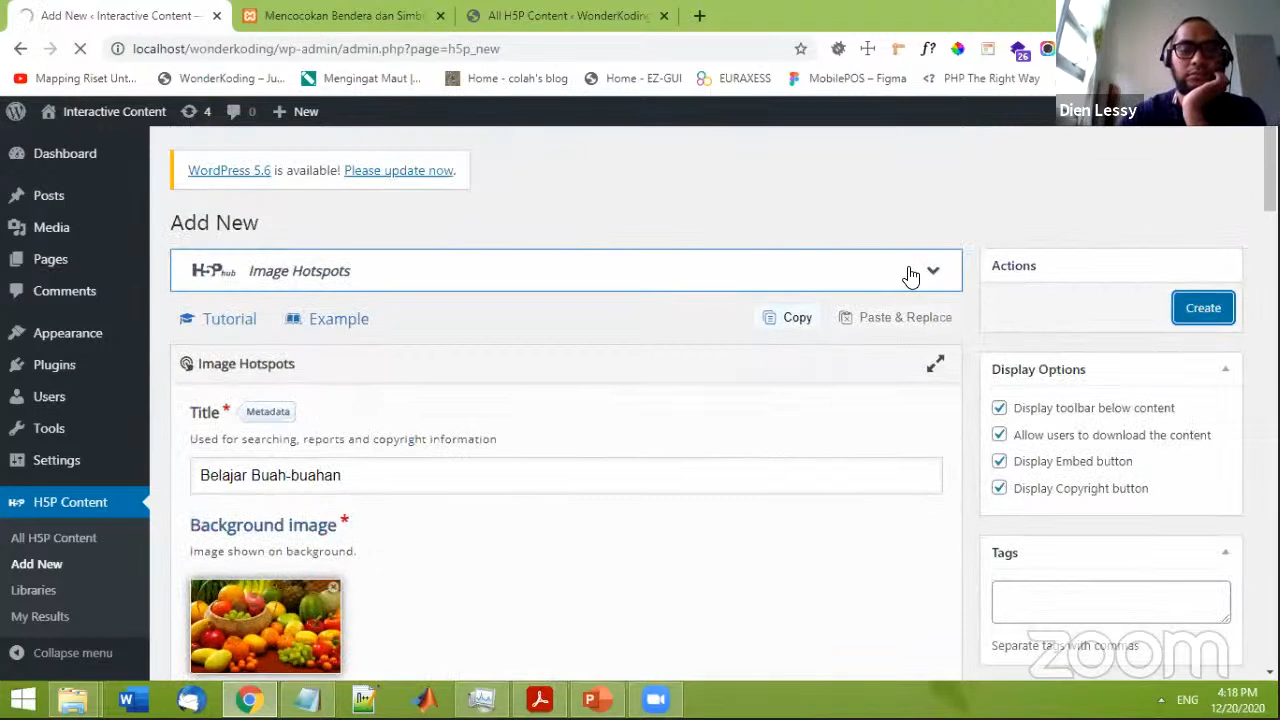 Add New ‹ Interactive Content —
Mencocokan Bendera dan Simb
All H5P Content ‹ WonderKoding
localhost/wonderkoding/wp-admin/admin.php?page=h5p_new
f?
26
Mapping Riset Unt...
WonderKoding – Ju...
Mengingat Maut |...
Home - colah's blog
Home - EZ-GUI
EURAXESS
MobilePOS – Figma
PHP The Right Way
Dien Lessy
Interactive Content
4
0
New
Dashboard
Posts
Media
Pages
Comments
Appearance
Plugins
Users
Tools
Settings
H5P Content
All H5P Content
Add New
Libraries
My Results
Collapse menu
WordPress 5.6 is available! Please update now.
Add New
H5P hub Image Hotspots
Tutorial
Example
Copy
Paste & Replace
Image Hotspots
Title * Metadata
Used for searching, reports and copyright information
Belajar Buah-buahan
Background image *
Image shown on background.
Actions
Create
Display Options
Display toolbar below content
Allow users to download the content
Display Embed button
Display Copyright button
Tags
Separate tags with commas
zoom
ENG
4:18 PM
12/20/2020